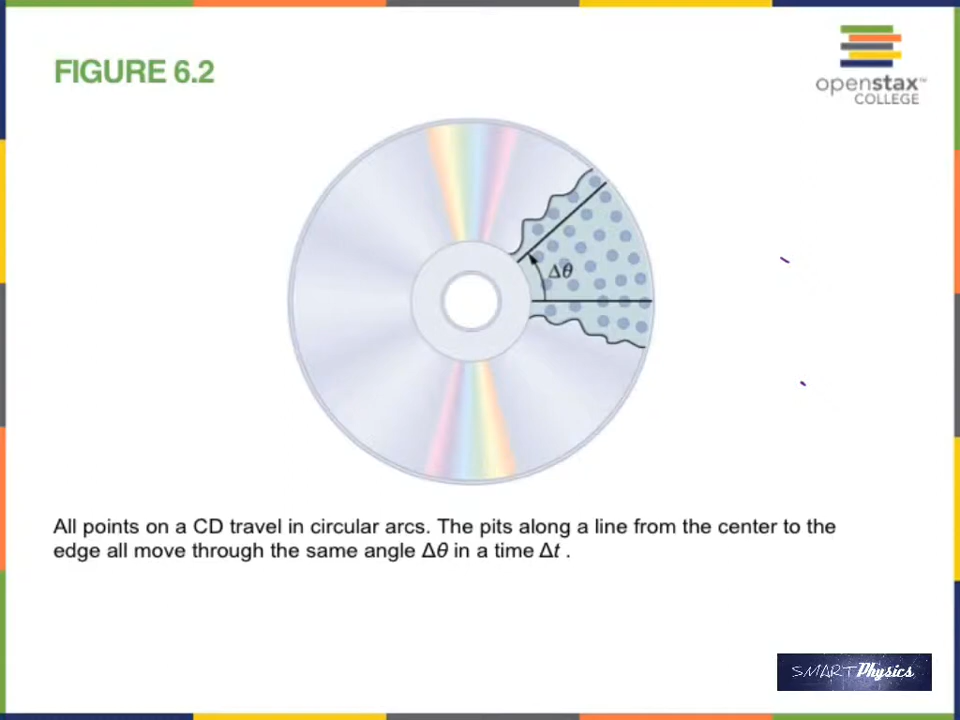 FIGURE 6.2
openstax™
COLLEGE
Δθ
All points on a CD travel in circular arcs. The pits along a line from the center to the
edge all move through the same angle Δθ in a time Δt .
SMARTPhysics